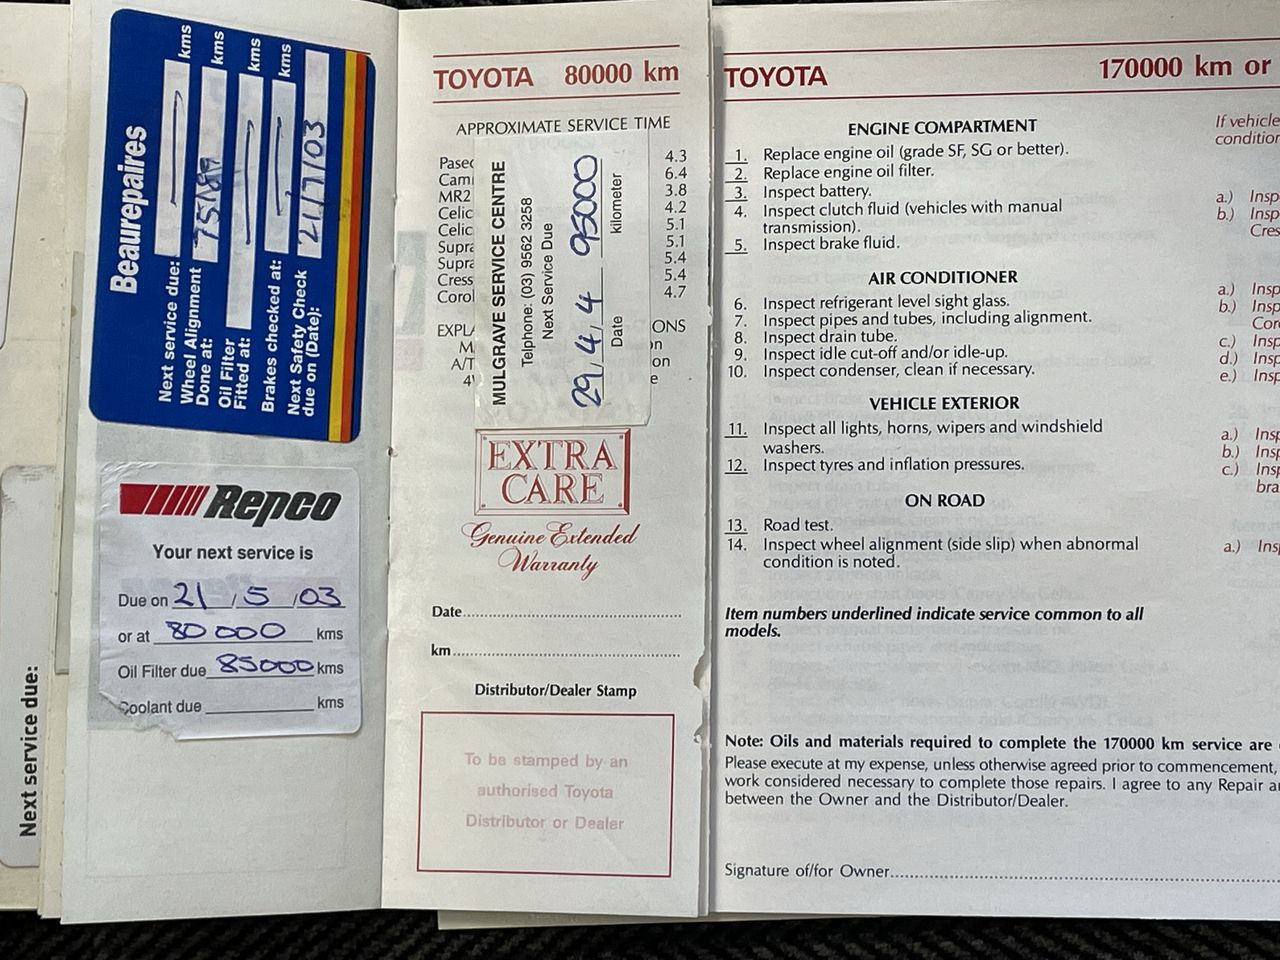 Next service due:
Beaurepaires
Next service due: — kms
Wheel Alignment
Done at: 75189 kms
Oil Filter
Fitted at: — kms
Brakes checked at: — kms
Next Safety Check
due on (Date): 21/7/03
Repco
Your next service is
Due on 21/5/03
or at 80 000 kms
Oil Filter due 85000 kms
Coolant due kms
TOYOTA 80000 km
APPROXIMATE SERVICE TIME
4.3
6.4
MR2 3.8
4.2
5.1
5.1
5.4
5.4
4.7
MULGRAVE SERVICE CENTRE
Telephone: (03) 9562 3258
Next Service Due
29/4/4 95000
Date kilometer
EXTRA
CARE
Genuine Extended
Warranty
Date
km
Distributor/Dealer Stamp
To be stamped by an
authorised Toyota
Distributor or Dealer
TOYOTA 170000 km or
ENGINE COMPARTMENT
1. Replace engine oil (grade SF, SG or better).
2. Replace engine oil filter.
3. Inspect battery.
4. Inspect clutch fluid (vehicles with manual
transmission).
5. Inspect brake fluid.
AIR CONDITIONER
6. Inspect refrigerant level sight glass.
7. Inspect pipes and tubes, including alignment.
8. Inspect drain tube.
9. Inspect idle cut-off and/or idle-up.
10. Inspect condenser, clean if necessary.
VEHICLE EXTERIOR
11. Inspect all lights, horns, wipers and windshield
washers.
12. Inspect tyres and inflation pressures.
ON ROAD
13. Road test.
14. Inspect wheel alignment (side slip) when abnormal
condition is noted.
Item numbers underlined indicate service common to all
models.
Note: Oils and materials required to complete the 170000 km service are
Please execute at my expense, unless otherwise agreed prior to commencement,
work considered necessary to complete those repairs. I agree to any Repair
between the Owner and the Distributor/Dealer.
Signature of/for Owner
If vehicle
a.)
b.)
a.)
b.)
c.)
d.)
e.)
a.)
b.)
c.)
a.)